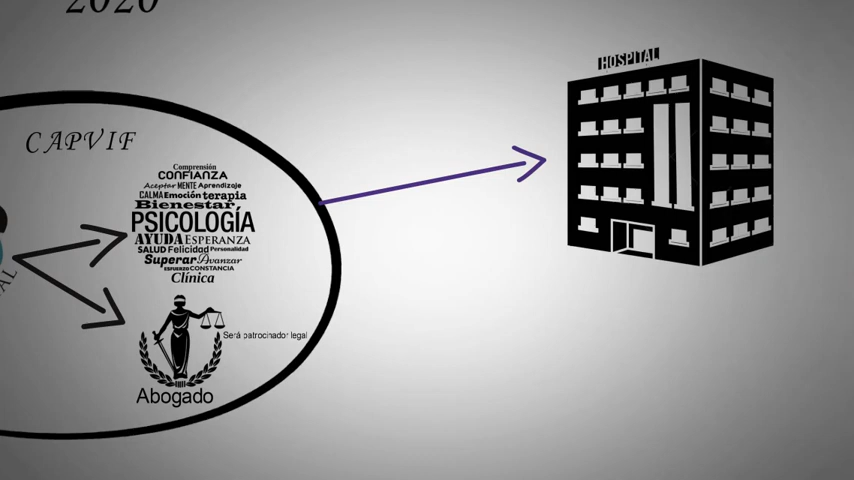 2020
HOSPITAL
CAPVIF
Comprensión
CONFIANZA
Aceptar MENTE Aprendizaje
CALMA Emoción terapia
Bienestar
PSICOLOGÍA
AYUDA ESPERANZA
SALUD Felicidad Personalidad
Superar Avanzar
ESFUERZO CONSTANCIA
Clínica
AL
Será patrocinador legal
Abogado